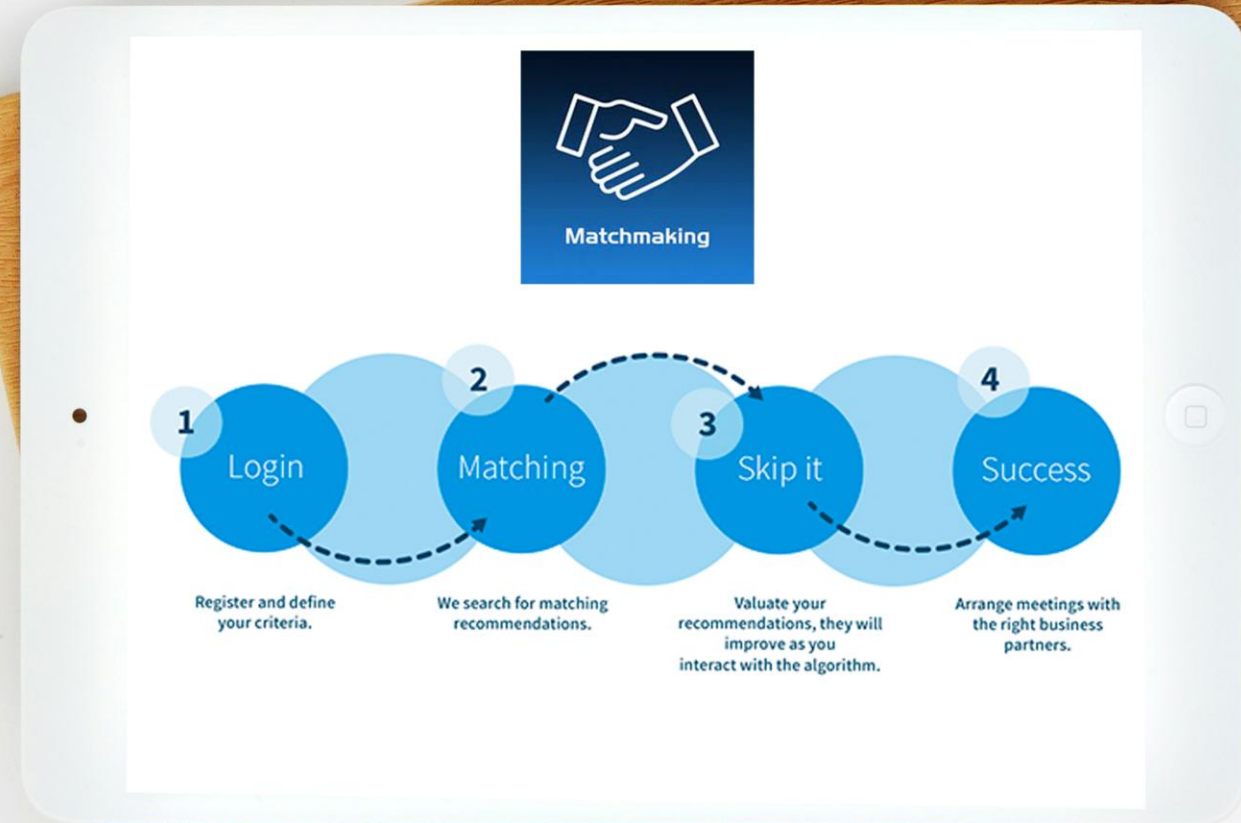 Matchmaking
1
Login
Register and define
your criteria.
2
Matching
We search for matching
recommendations.
3
Skip it
Valuate your
recommendations, they will
improve as you
interact with the algorithm.
4
Success
Arrange meetings with
the right business
partners.